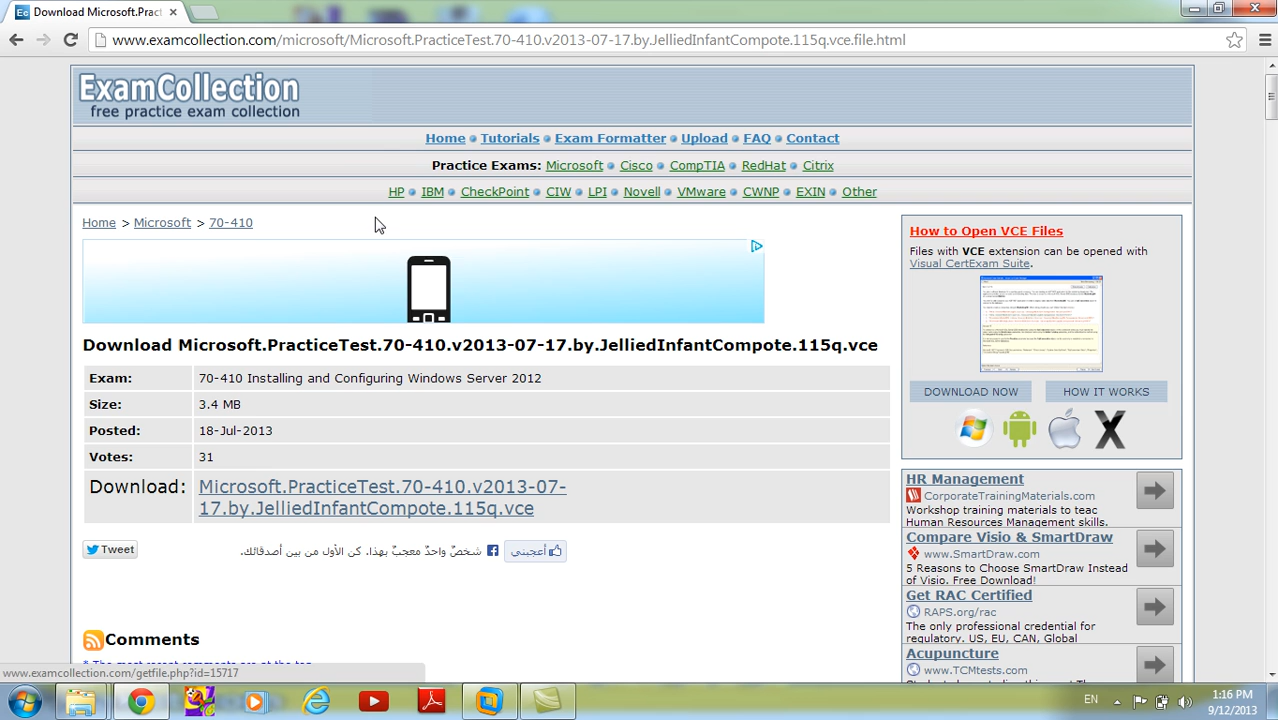 Download Microsoft.Prac
www.examcollection.com/microsoft/Microsoft.PracticeTest.70-410.v2013-07-17.by.JelliedInfantCompote.115q.vce.file.html
ExamCollection
free practice exam collection
Home Tutorials Exam Formatter Upload FAQ Contact
Practice Exams: Microsoft Cisco CompTIA RedHat Citrix
HP IBM CheckPoint CIW LPI Novell VMware CWNP EXIN Other
Home > Microsoft > 70-410
Download Microsoft.PracticeTest.70-410.v2013-07-17.by.JelliedInfantCompote.115q.vce
Exam: 70-410 Installing and Configuring Windows Server 2012
Size: 3.4 MB
Posted: 18-Jul-2013
Votes: 31
Download: Microsoft.PracticeTest.70-410.v2013-07-
17.by.JelliedInfantCompote.115q.vce
Tweet
أعجبني شخصٌ واحدٌ معجبٌ بهذا. كن الأول من بين أصدقائك.
Comments
* The most recent comments are at the top
How to Open VCE Files
Files with VCE extension can be opened with
Visual CertExam Suite.
DOWNLOAD NOW HOW IT WORKS
HR Management
CorporateTrainingMaterials.com
Workshop training materials to teac
Human Resources Management skills.
Compare Visio & SmartDraw
www.SmartDraw.com
5 Reasons to Choose SmartDraw Instead
of Visio. Free Download!
Get RAC Certified
RAPS.org/rac
The only professional credential for
regulatory. US, EU, CAN, Global
Acupuncture
www.TCMtests.com
www.examcollection.com/getfile.php?id=15717
EN
1:16 PM
9/12/2013